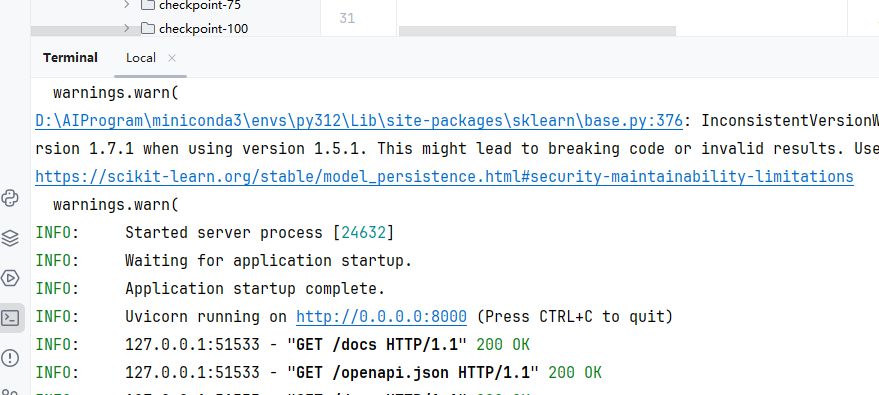 checkpoint-75
checkpoint-100
31
Terminal
Local
warnings.warn(
D:\AIProgram\miniconda3\envs\py312\Lib\site-packages\sklearn\base.py:376: InconsistentVersionW
rsion 1.7.1 when using version 1.5.1. This might lead to breaking code or invalid results. Use
https://scikit-learn.org/stable/model_persistence.html#security-maintainability-limitations
warnings.warn(
INFO: Started server process [24632]
INFO: Waiting for application startup.
INFO: Application startup complete.
INFO: Uvicorn running on http://0.0.0.0:8000 (Press CTRL+C to quit)
INFO: 127.0.0.1:51533 - "GET /docs HTTP/1.1" 200 OK
INFO: 127.0.0.1:51533 - "GET /openapi.json HTTP/1.1" 200 OK